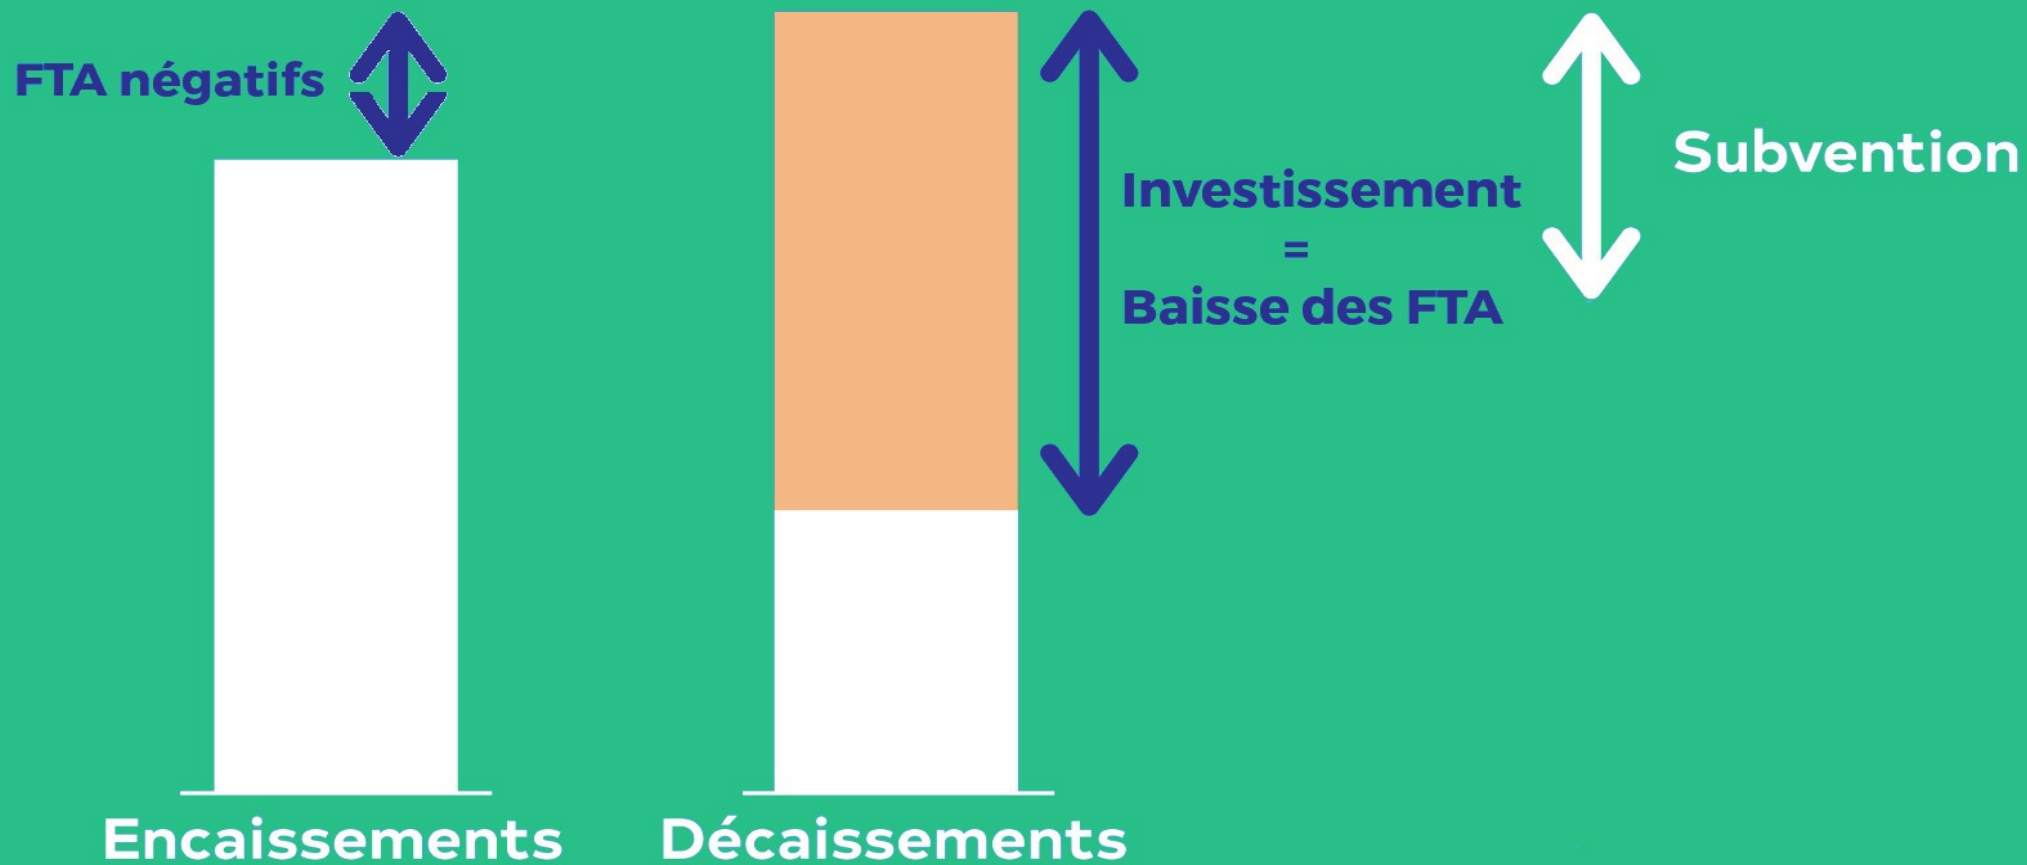 FTA négatifs
Subvention
Investissement
=
Baisse des FTA
Encaissements
Décaissements